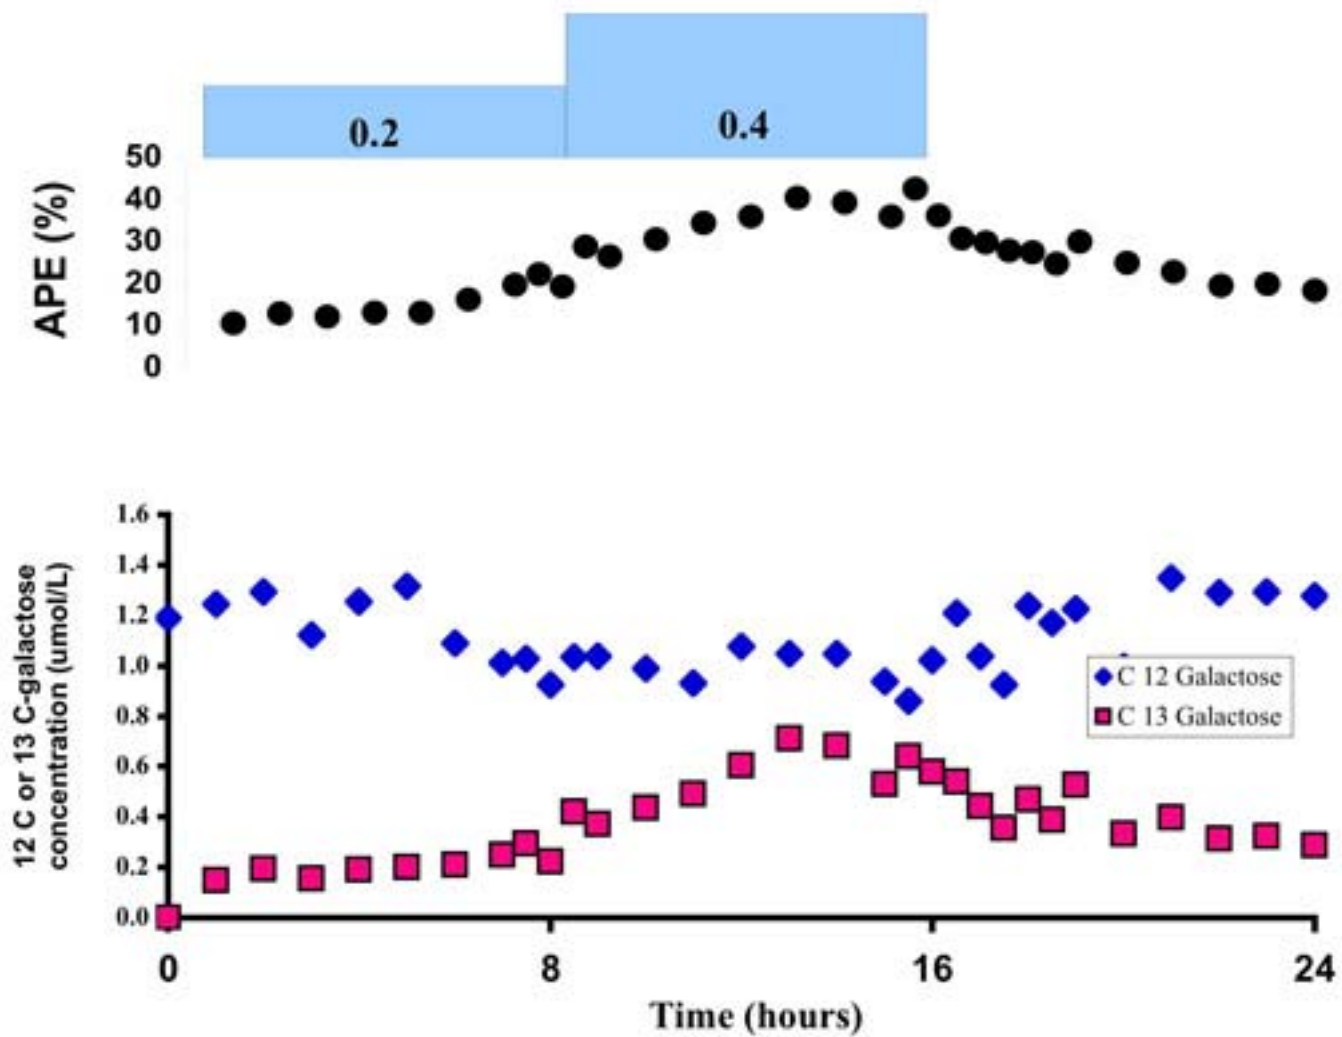 0.2
0.4
50
40
30
20
10
0
APE (%)
1.6
1.4
1.2
1.0
0.8
0.6
0.4
0.2
0.0
12 C or 13 C-galactose
concentration (umol/L)
C 12 Galactose
C 13 Galactose
0 8 16 24
Time (hours)